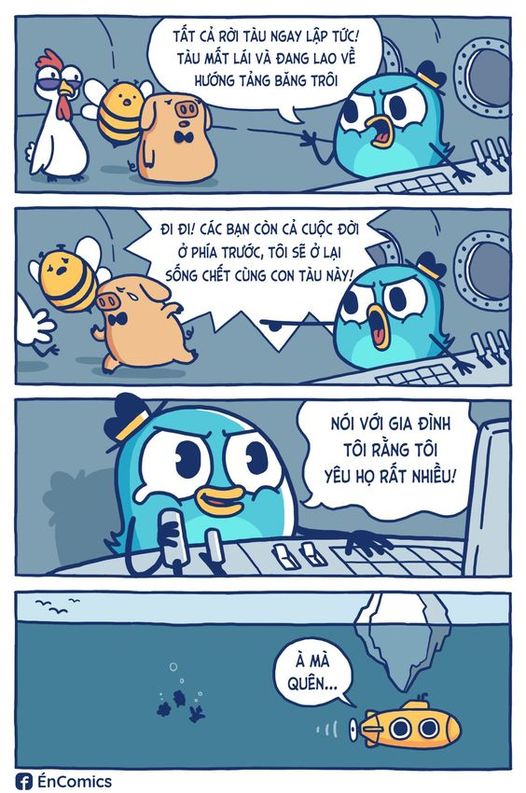 TẤT CẢ RỜI TÀU NGAY LẬP TỨC!
TÀU MẤT LÁI VÀ ĐANG LAO VỀ
HƯỚNG TẢNG BĂNG TRÔI
ĐI ĐI! CÁC BẠN CÒN CẢ CUỘC ĐỜI
Ở PHÍA TRƯỚC, TÔI SẼ Ở LẠI
SỐNG CHẾT CÙNG CON TÀU NÀY!
NÓI VỚI GIA ĐÌNH
TÔI RẰNG TÔI
YÊU HỌ RẤT NHIỀU!
À MÀ
QUÊN...
ÉnComics